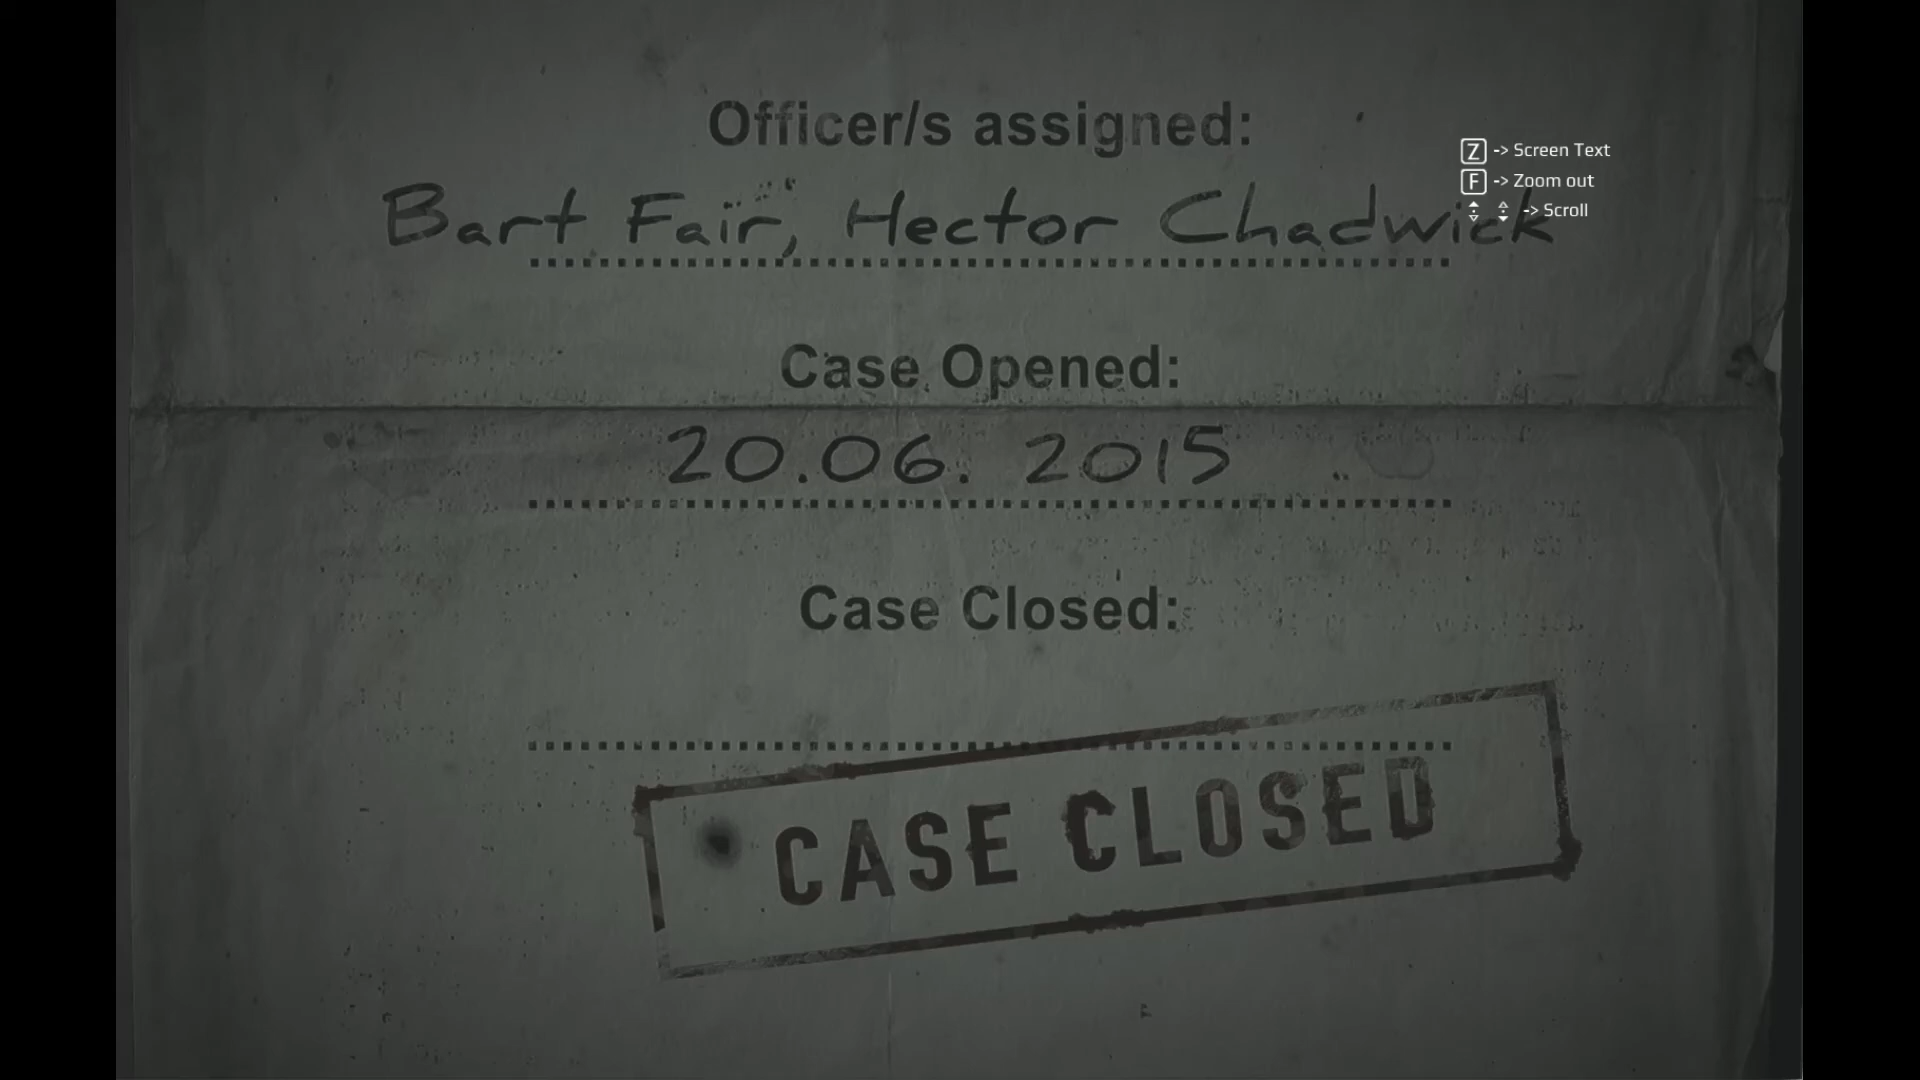 Officer/s assigned:
Z -> Screen Text
F -> Zoom out
-> Scroll
Bart Fair, Hector Chadwick
Case Opened:
20.06. 2015
Case Closed:
CASE CLOSED